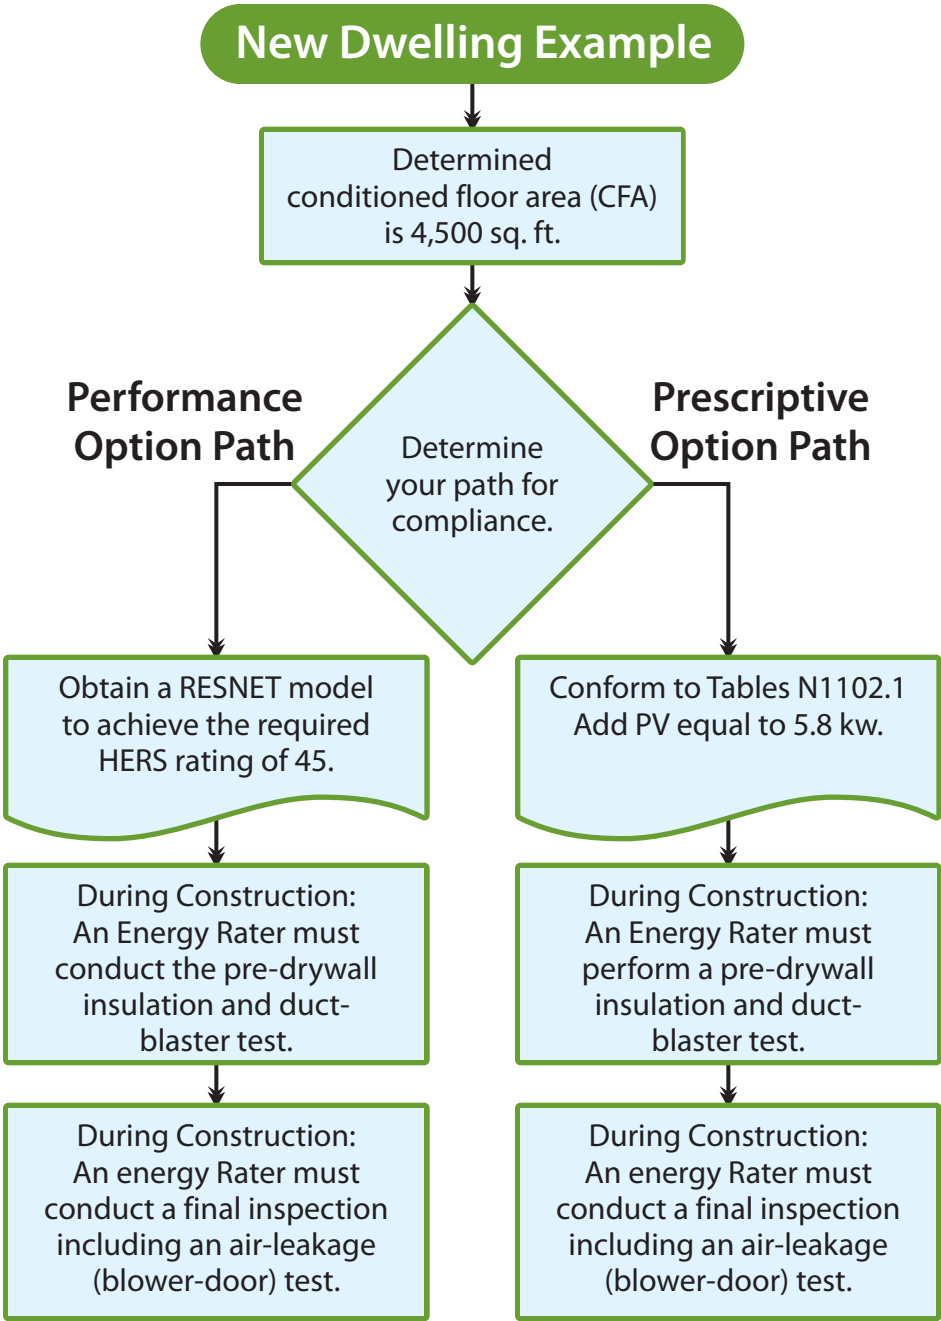 New Dwelling Example
Determined
conditioned floor area (CFA)
is 4,500 sq. ft.
Performance
Option Path
Prescriptive
Option Path
Determine
your path for
compliance.
Obtain a RESNET model
to achieve the required
HERS rating of 45.
Conform to Tables N1102.1
Add PV equal to 5.8 kw.
During Construction:
An Energy Rater must
conduct the pre-drywall
insulation and duct-
blaster test.
During Construction:
An Energy Rater must
perform a pre-drywall
insulation and duct-
blaster test.
During Construction:
An energy Rater must
conduct a final inspection
including an air-leakage
(blower-door) test.
During Construction:
An energy Rater must
conduct a final inspection
including an air-leakage
(blower-door) test.